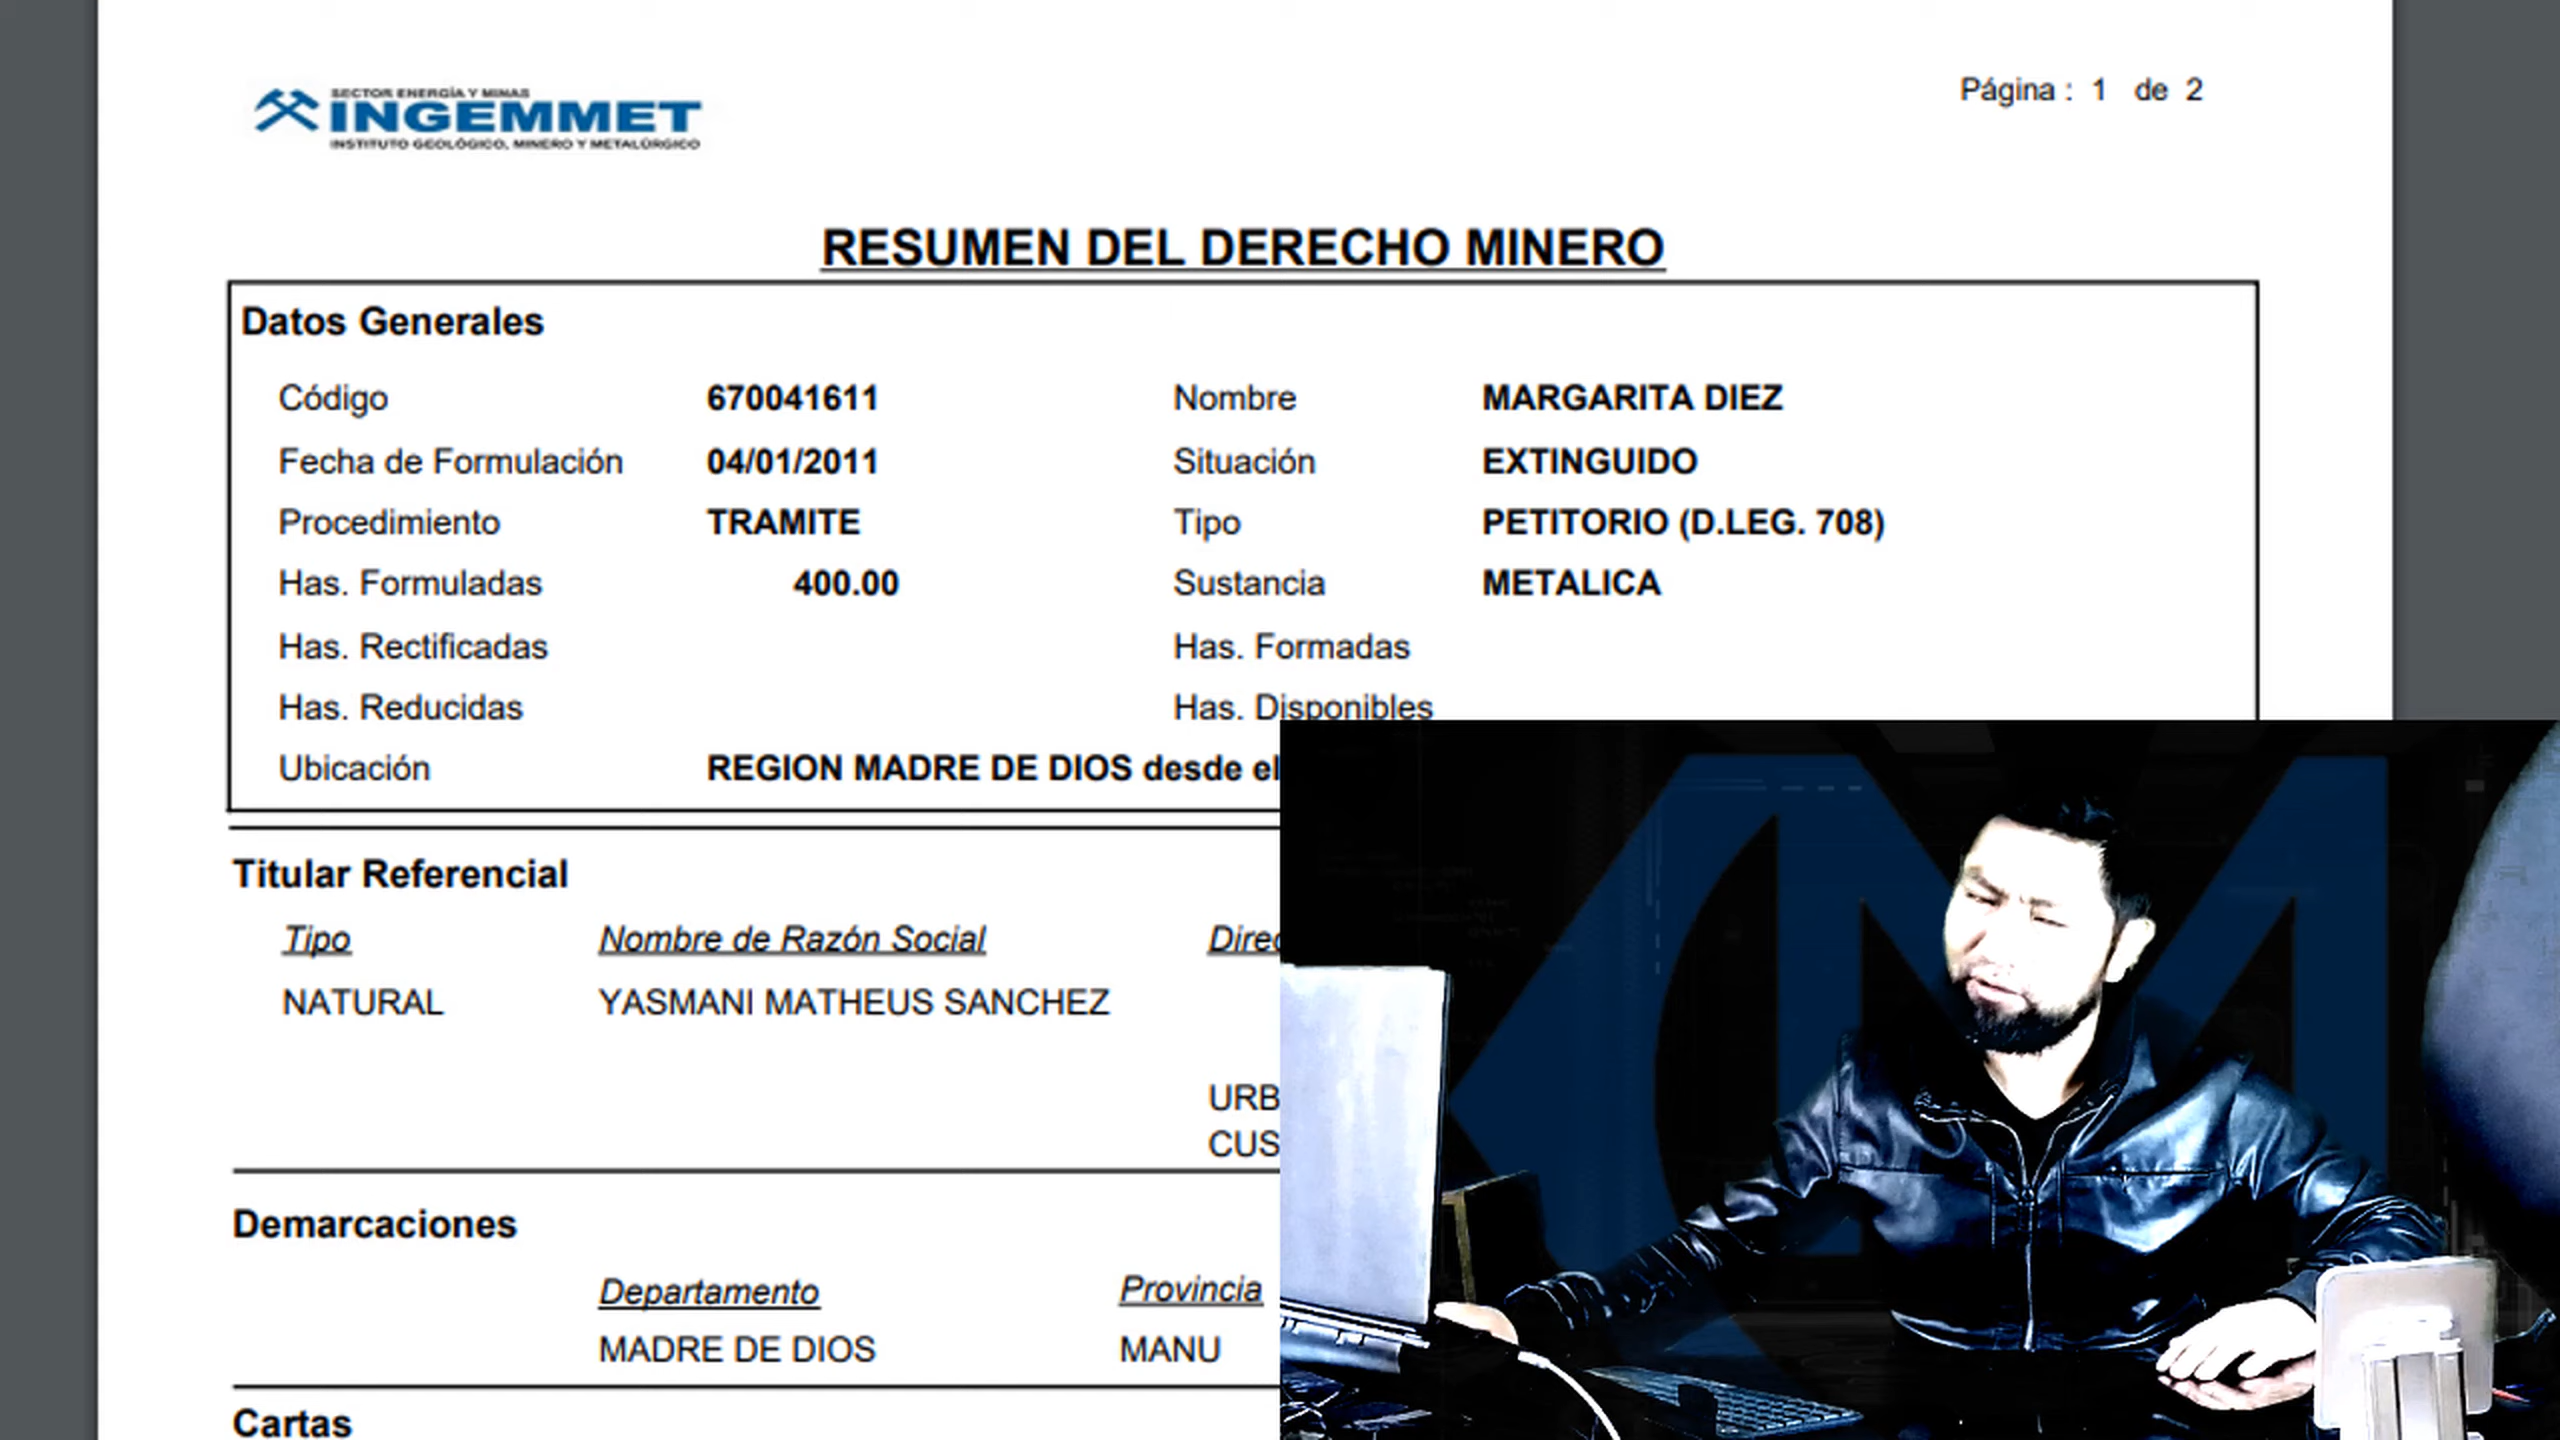 SECTOR ENERGÍA Y MINAS
INGEMMET
INSTITUTO GEOLÓGICO, MINERO Y METALÚRGICO
Página : 1 de 2
RESUMEN DEL DERECHO MINERO
Datos Generales
Código 670041611 Nombre MARGARITA DIEZ
Fecha de Formulación 04/01/2011 Situación EXTINGUIDO
Procedimiento TRAMITE Tipo PETITORIO (D.LEG. 708)
Has. Formuladas 400.00 Sustancia METALICA
Has. Rectificadas Has. Formadas
Has. Reducidas Has. Disponibles
Ubicación REGION MADRE DE DIOS desde el
Titular Referencial
Tipo Nombre de Razón Social Direc
NATURAL YASMANI MATHEUS SANCHEZ
URB
CUS
Demarcaciones
Departamento Provincia
MADRE DE DIOS MANU
Cartas